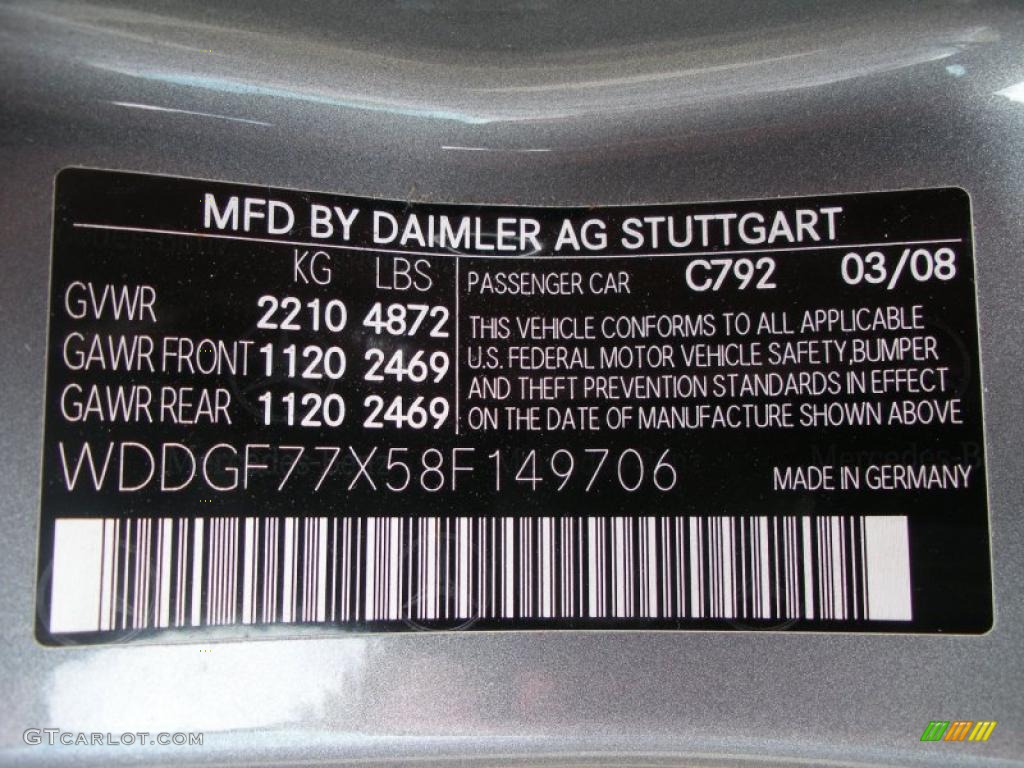 MFD BY DAIMLER AG STUTTGART
KG LBS
GVWR 2210 4872
GAWR FRONT 1120 2469
GAWR REAR 1120 2469
PASSENGER CAR C792 03/08
THIS VEHICLE CONFORMS TO ALL APPLICABLE
U.S. FEDERAL MOTOR VEHICLE SAFETY,BUMPER
AND THEFT PREVENTION STANDARDS IN EFFECT
ON THE DATE OF MANUFACTURE SHOWN ABOVE
WDDGF77X58F149706
MADE IN GERMANY
GTCARLOT.COM